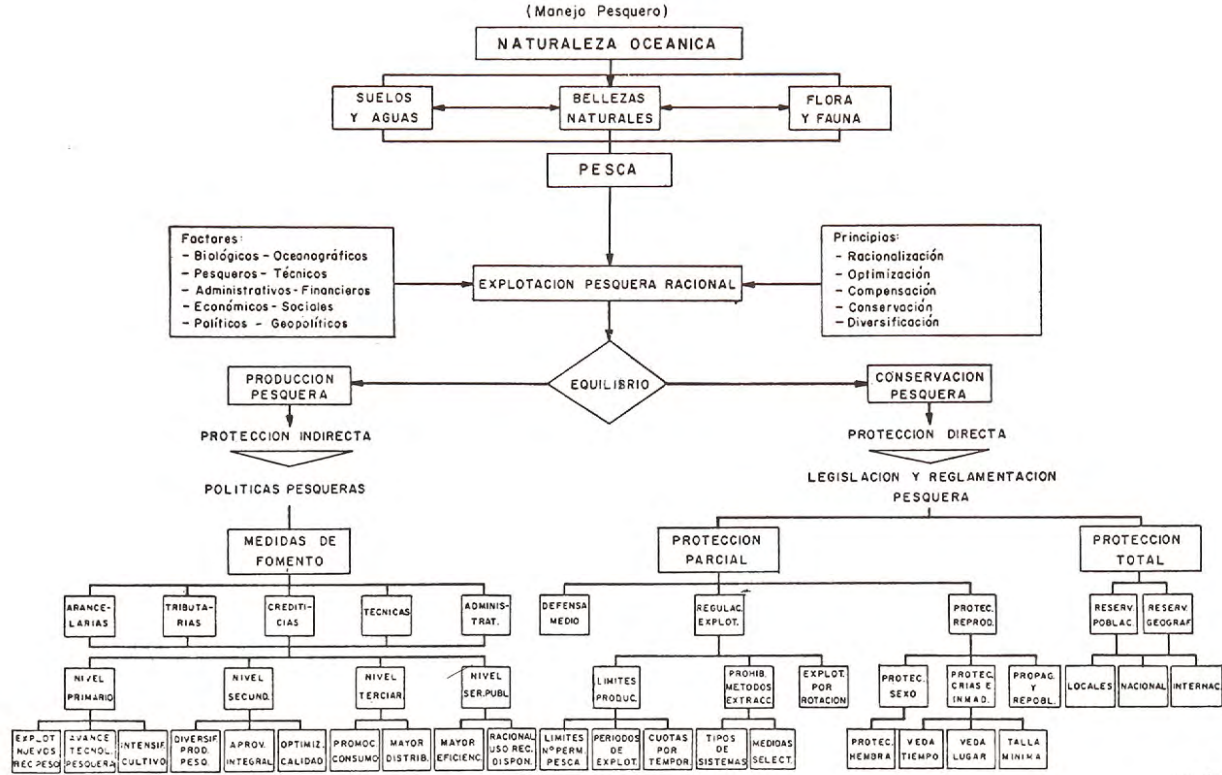 (Manejo Pesquero)
NATURALEZA OCEANICA
SUELOS
Y AGUAS
BELLEZAS
NATURALES
FLORA
Y FAUNA
PESCA
Factores:
- Biológicos - Oceanográficos
- Pesqueros - Técnicos
- Administrativos - Financieros
- Económicos - Sociales
- Políticos - Geopolíticos
EXPLOTACION PESQUERA RACIONAL
Principios:
- Racionalización
- Optimización
- Compensación
- Conservación
- Diversificación
EQUILIBRIO
PRODUCCION
PESQUERA
CONSERVACION
PESQUERA
PROTECCION INDIRECTA
PROTECCION DIRECTA
POLITICAS PESQUERAS
LEGISLACION Y REGLAMENTACION
PESQUERA
MEDIDAS DE
FOMENTO
PROTECCION
PARCIAL
PROTECCION
TOTAL
ARANCE-
LARIAS
TRIBUTA-
RIAS
CREDITI-
CIAS
TECNICAS
ADMINIS-
TRAT.
DEFENSA
MEDIO
REGULAC.
EXPLOT.
PROTEC.
REPROD.
RESERV.
POBLAC.
RESERV.
GEOGRAF
NIVEL
PRIMARIO
NIVEL
SECUND.
NIVEL
TERCIAR.
NIVEL
SER.PUBL
LIMITES
PRODUC.
PROHIB.
METODOS
EXTRACC
EXPLOT.
POR
ROTACION
PROTEC.
SEXO
PROTEC.
CRIAS E
INMAD.
PROPAG.
Y
REPOBL.
LOCALES
NACIONAL
INTERNAC.
EXPLOT
NUEVOS
REC.PESQ
AVANCE
TECNOL.
PESQUERA
INTENSIF.
CULTIVO
DIVERSIF.
PROD.
PESQ.
APROV.
INTEGRAL
OPTIMIZ.
CALIDAD
PROMOC.
CONSUMO
MAYOR
DISTRIB.
MAYOR
EFICIENC.
RACIONAL
USO REC.
DISPON.
LIMITES
Nº PERM.
PESCA
PERIODOS
DE
EXPLOT.
CUOTAS
POR
TEMPOR.
TIPOS
DE
SISTEMAS
MEDIDAS
SELECT.
PROTEC.
HEMBRA
VEDA
TIEMPO
VEDA
LUGAR
TALLA
MINIMA